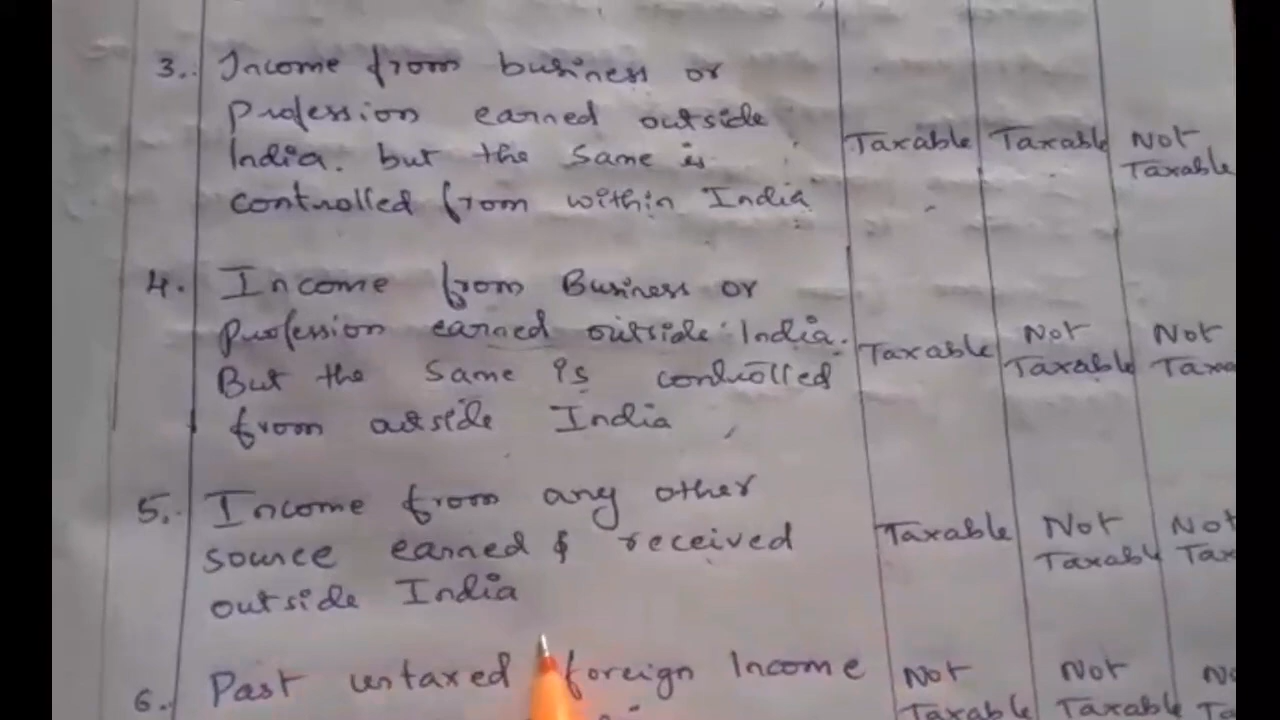 3. Income from business or
Profession earned outside
India. but the same is
controlled from within India
Taxable Taxable Not
Taxable
4. Income from Business or
Profession earned outside India.
But the same is controlled
from outside India
Taxable Not
Taxable Not
5. Income from any other
source earned & received
outside India
Taxable Not
Taxable Not
6. Past untaxed foreign Income
Not
Taxable Not
Taxable